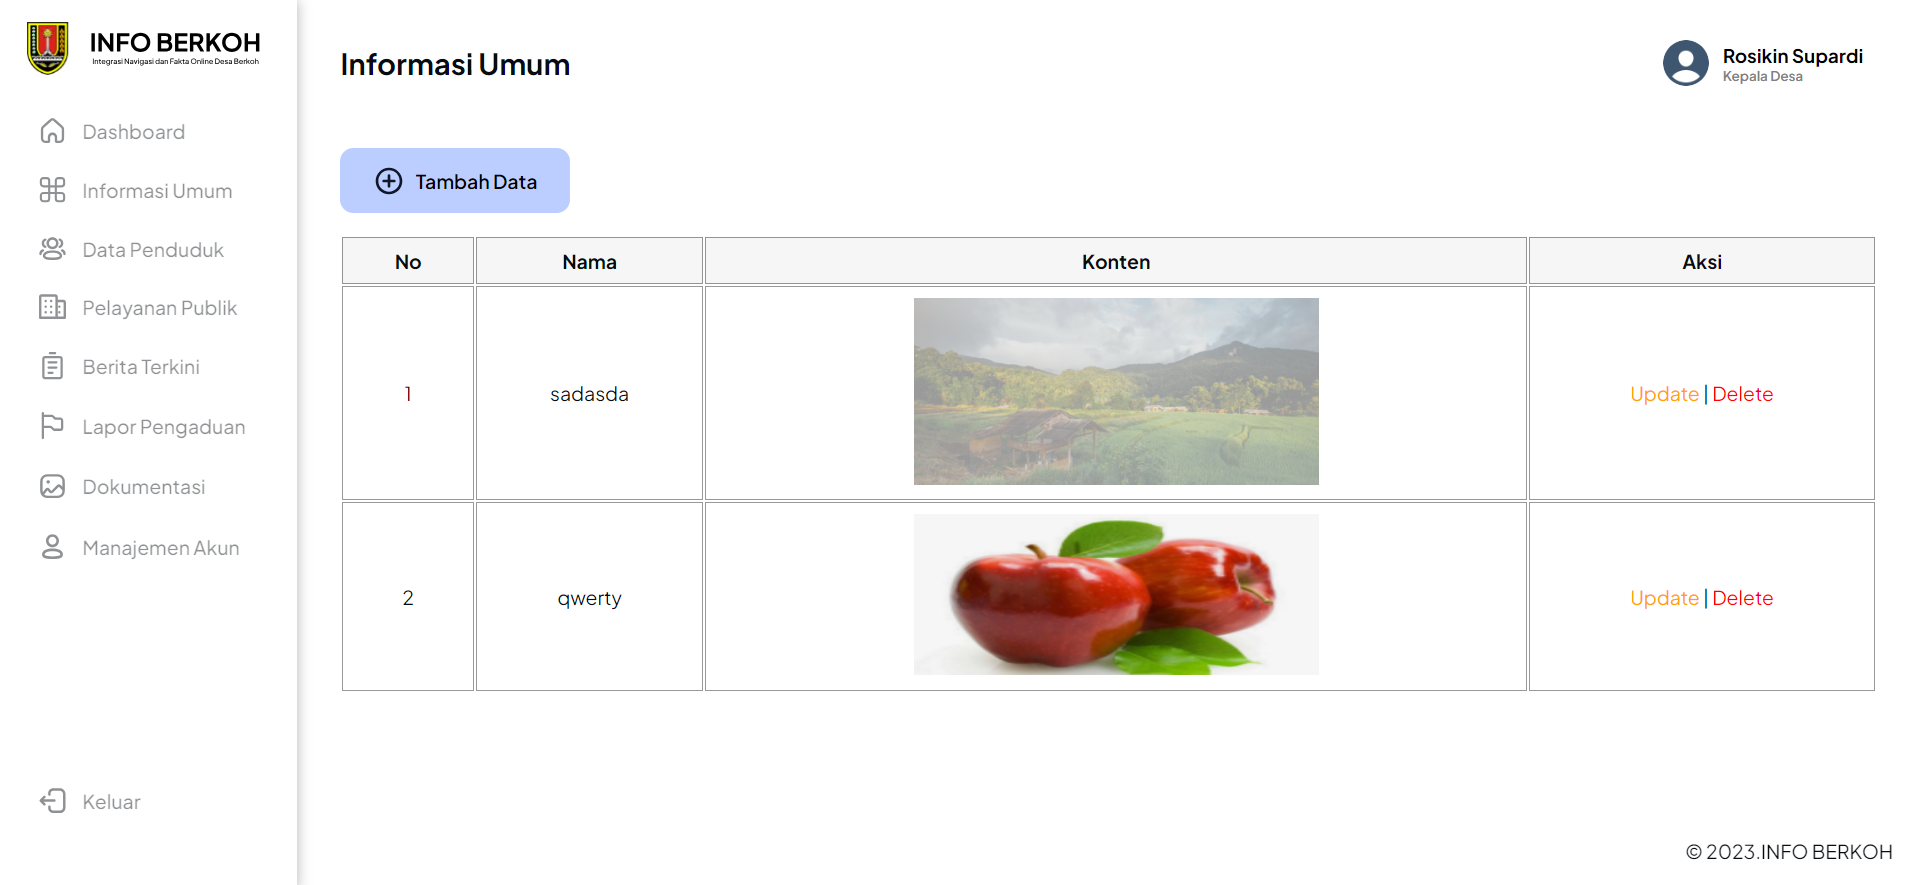 INFO BERKOH
Integrasi Navigasi dan Fakta Online Desa Berkoh
Dashboard
Informasi Umum
Data Penduduk
Pelayanan Publik
Berita Terkini
Lapor Pengaduan
Dokumentasi
Manajemen Akun
Keluar
Informasi Umum
Rosikin Supardi
Kepala Desa
Tambah Data
No Nama Konten Aksi
1 sadasda Update | Delete
2 qwerty Update | Delete
© 2023.INFO BERKOH